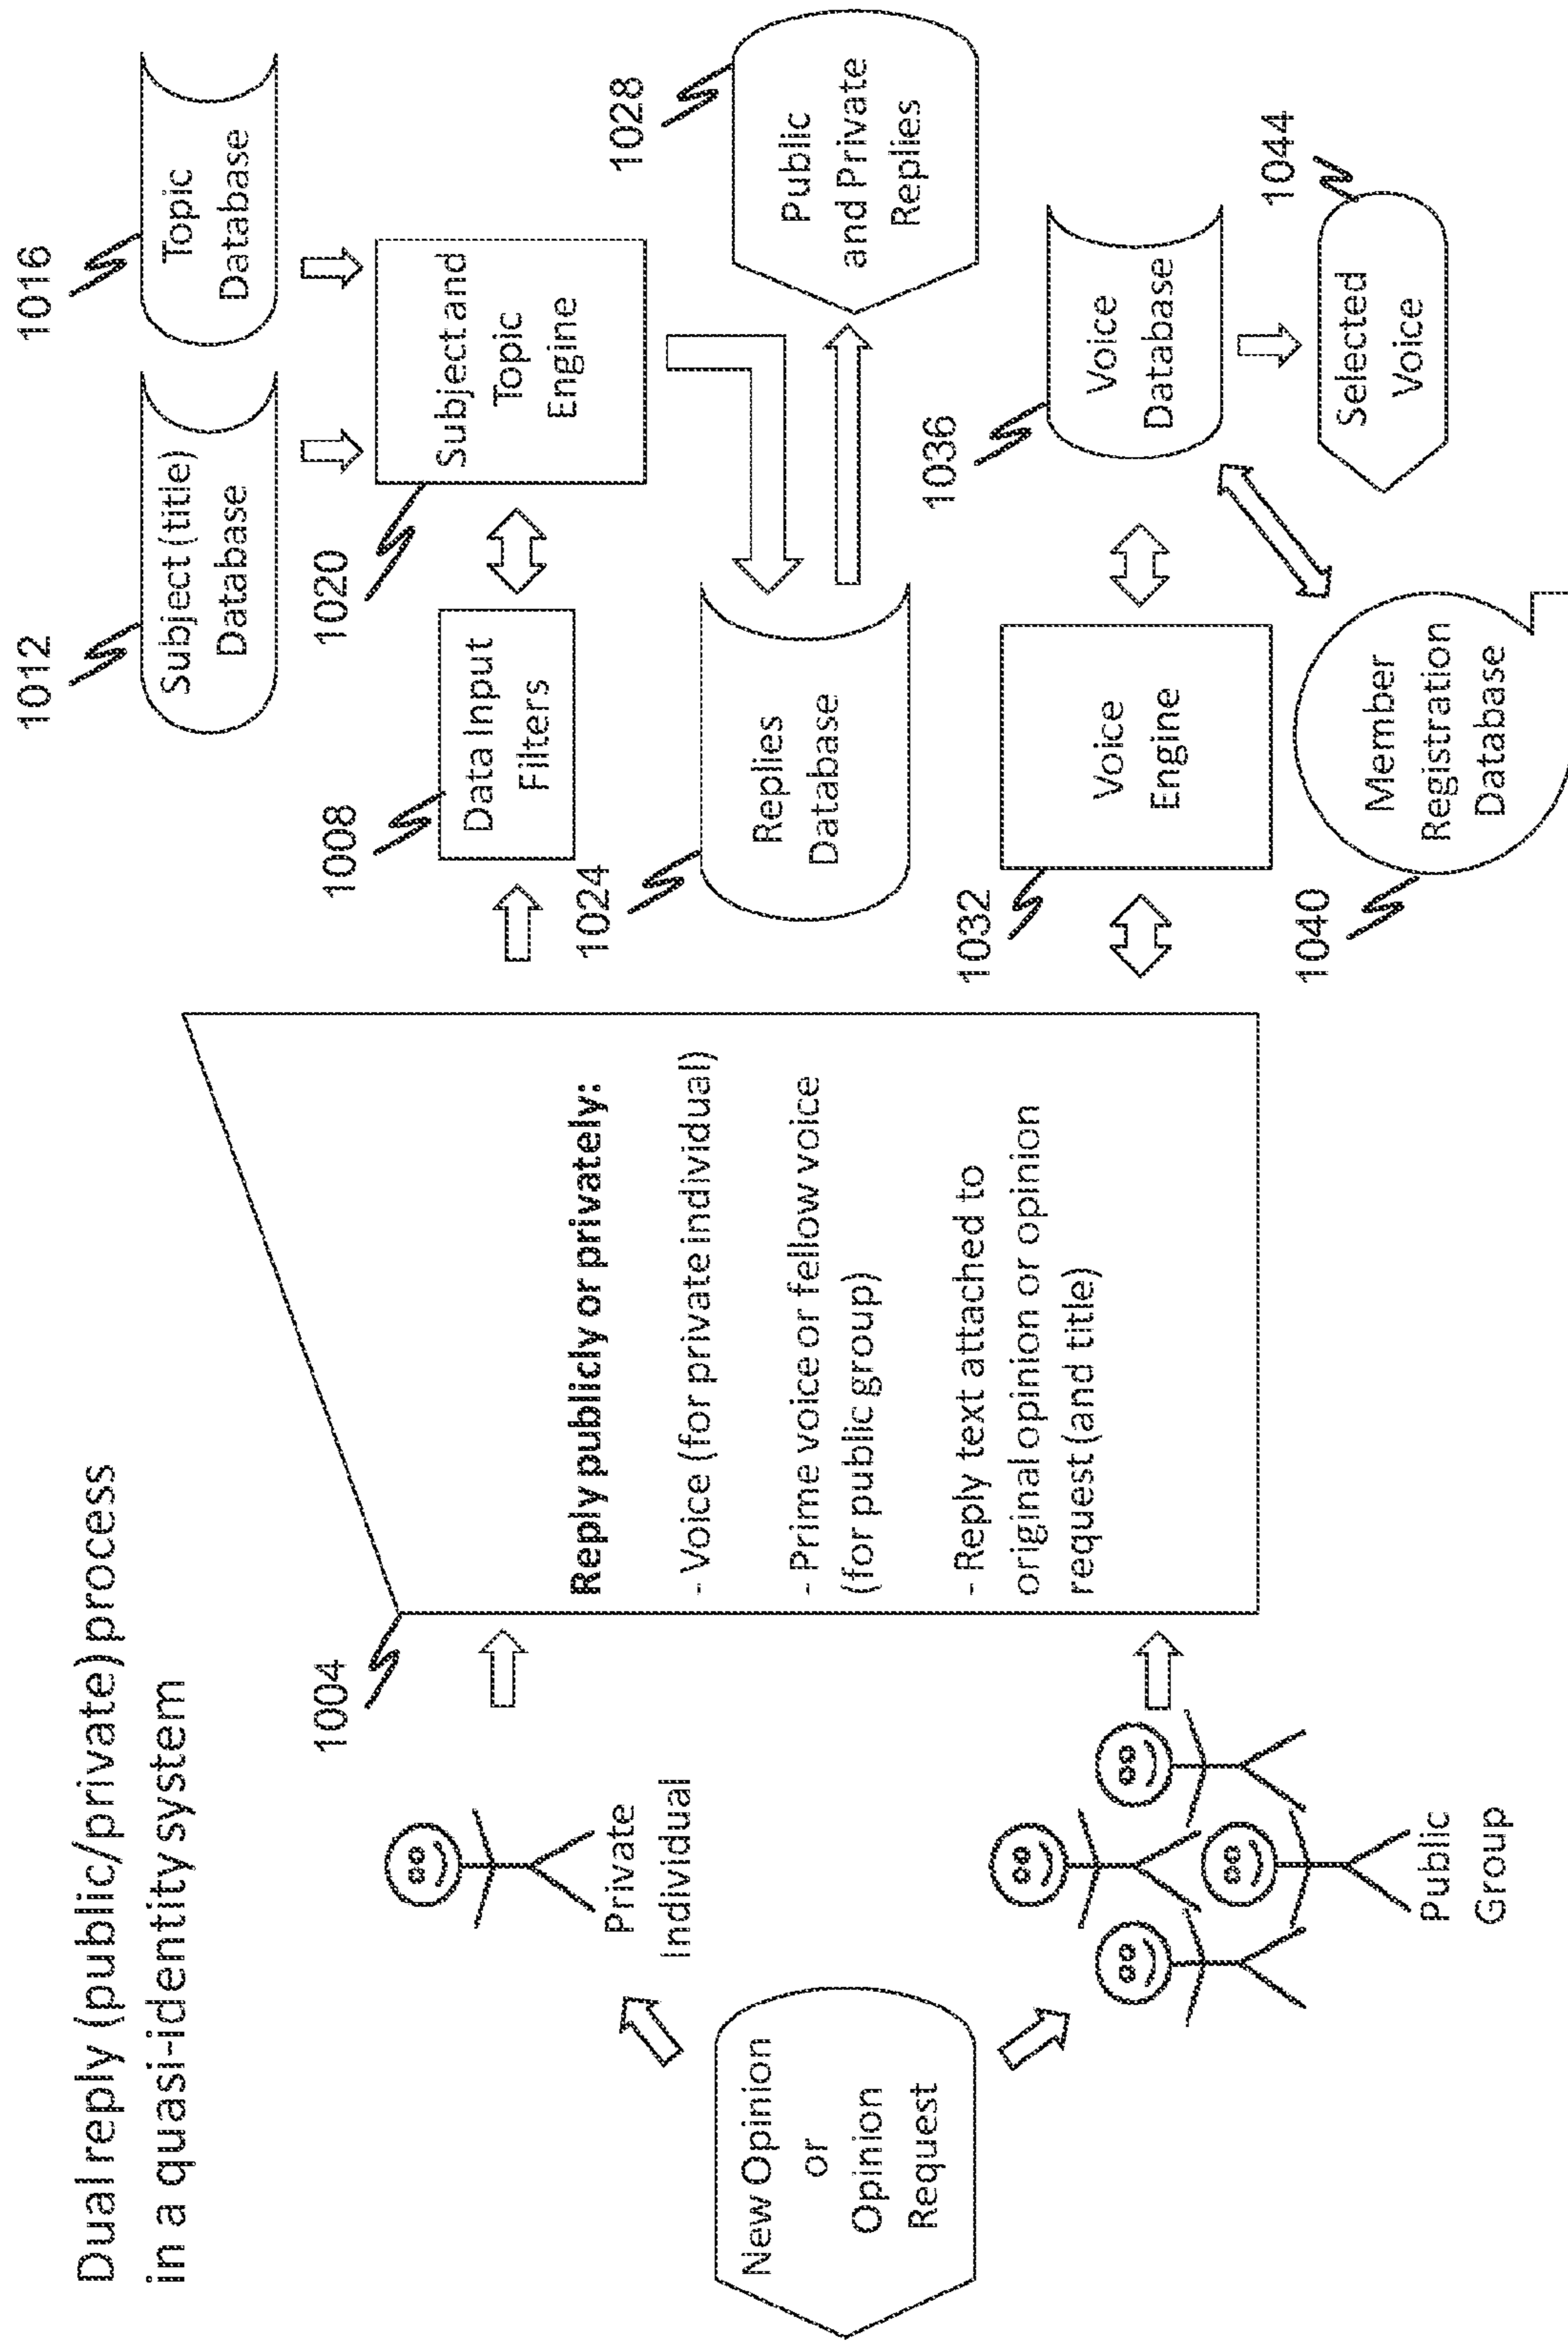 Dual reply (public/private) process
in a quasi-identity system
New Opinion
or
Opinion
Request
Private
Individual
Public
Group
1004
Reply publicly or privately:
- Voice (for private individual)
- Prime voice or fellow voice
(for public group)
- Reply text attached to
original opinion or opinion
request (and title)
1008
Data Input
Filters
1012
Subject (title)
Database
1016
Topic
Database
1020
Subject and
Topic
Engine
1024
Replies
Database
1028
Public
and Private
Replies
1032
Voice
Engine
1036
Voice
Database
1040
Member
Registration
Database
1044
Selected
Voice